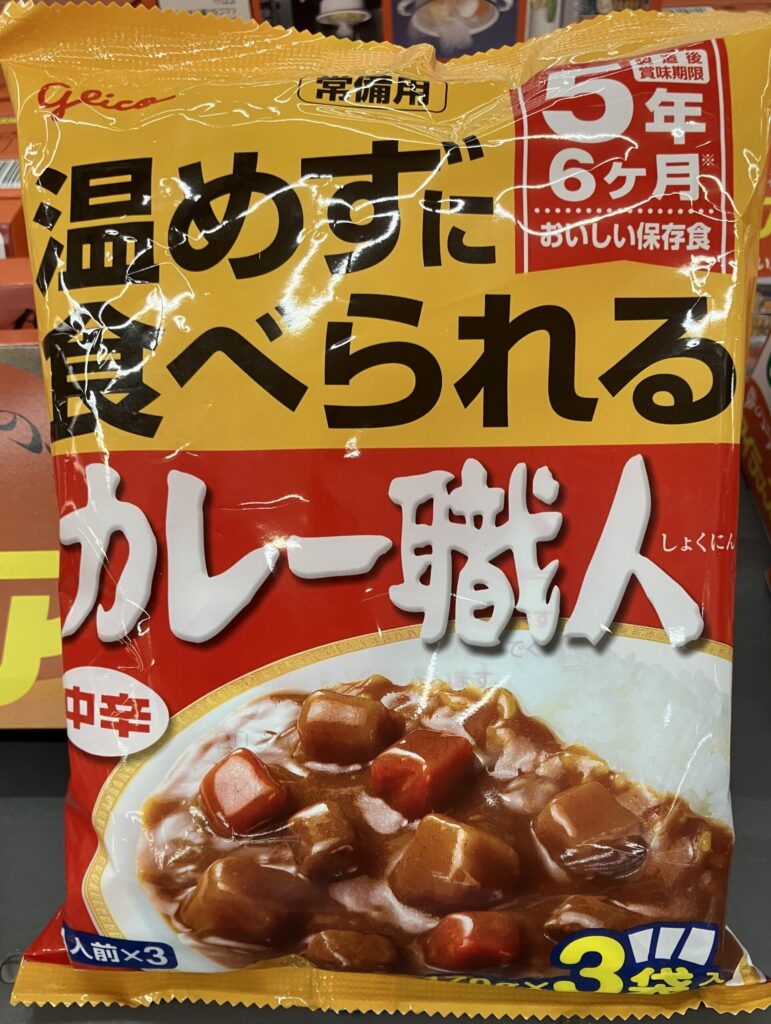 glico
常備用
製造後
賞味期限
5年
6ヶ月※
おいしい保存食
温めずに
食べられる
カレー職人
しょくにん
中辛
1人前×3
170g×3袋入